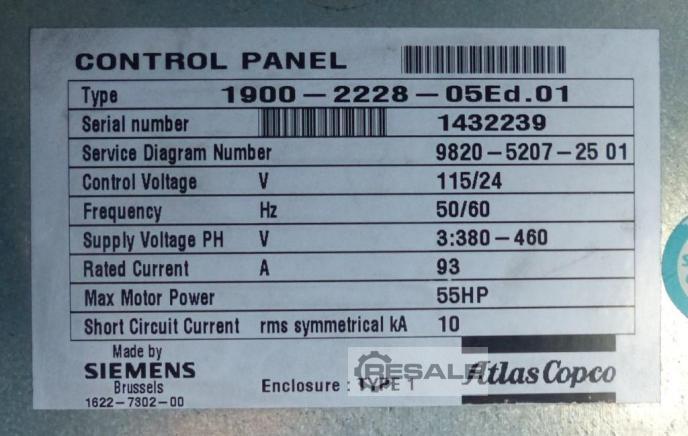 CONTROL PANEL
Type 1900-2228-05Ed.01
Serial number 1432239
Service Diagram Number 9820-5207-25 01
Control Voltage V 115/24
Frequency Hz 50/60
Supply Voltage PH V 3:380-460
Rated Current A 93
Max Motor Power 55HP
Short Circuit Current rms symmetrical kA 10
Made by
SIEMENS
Brussels
1622-7302-00
Enclosure : TYPE 1
RESALE
Atlas Copco